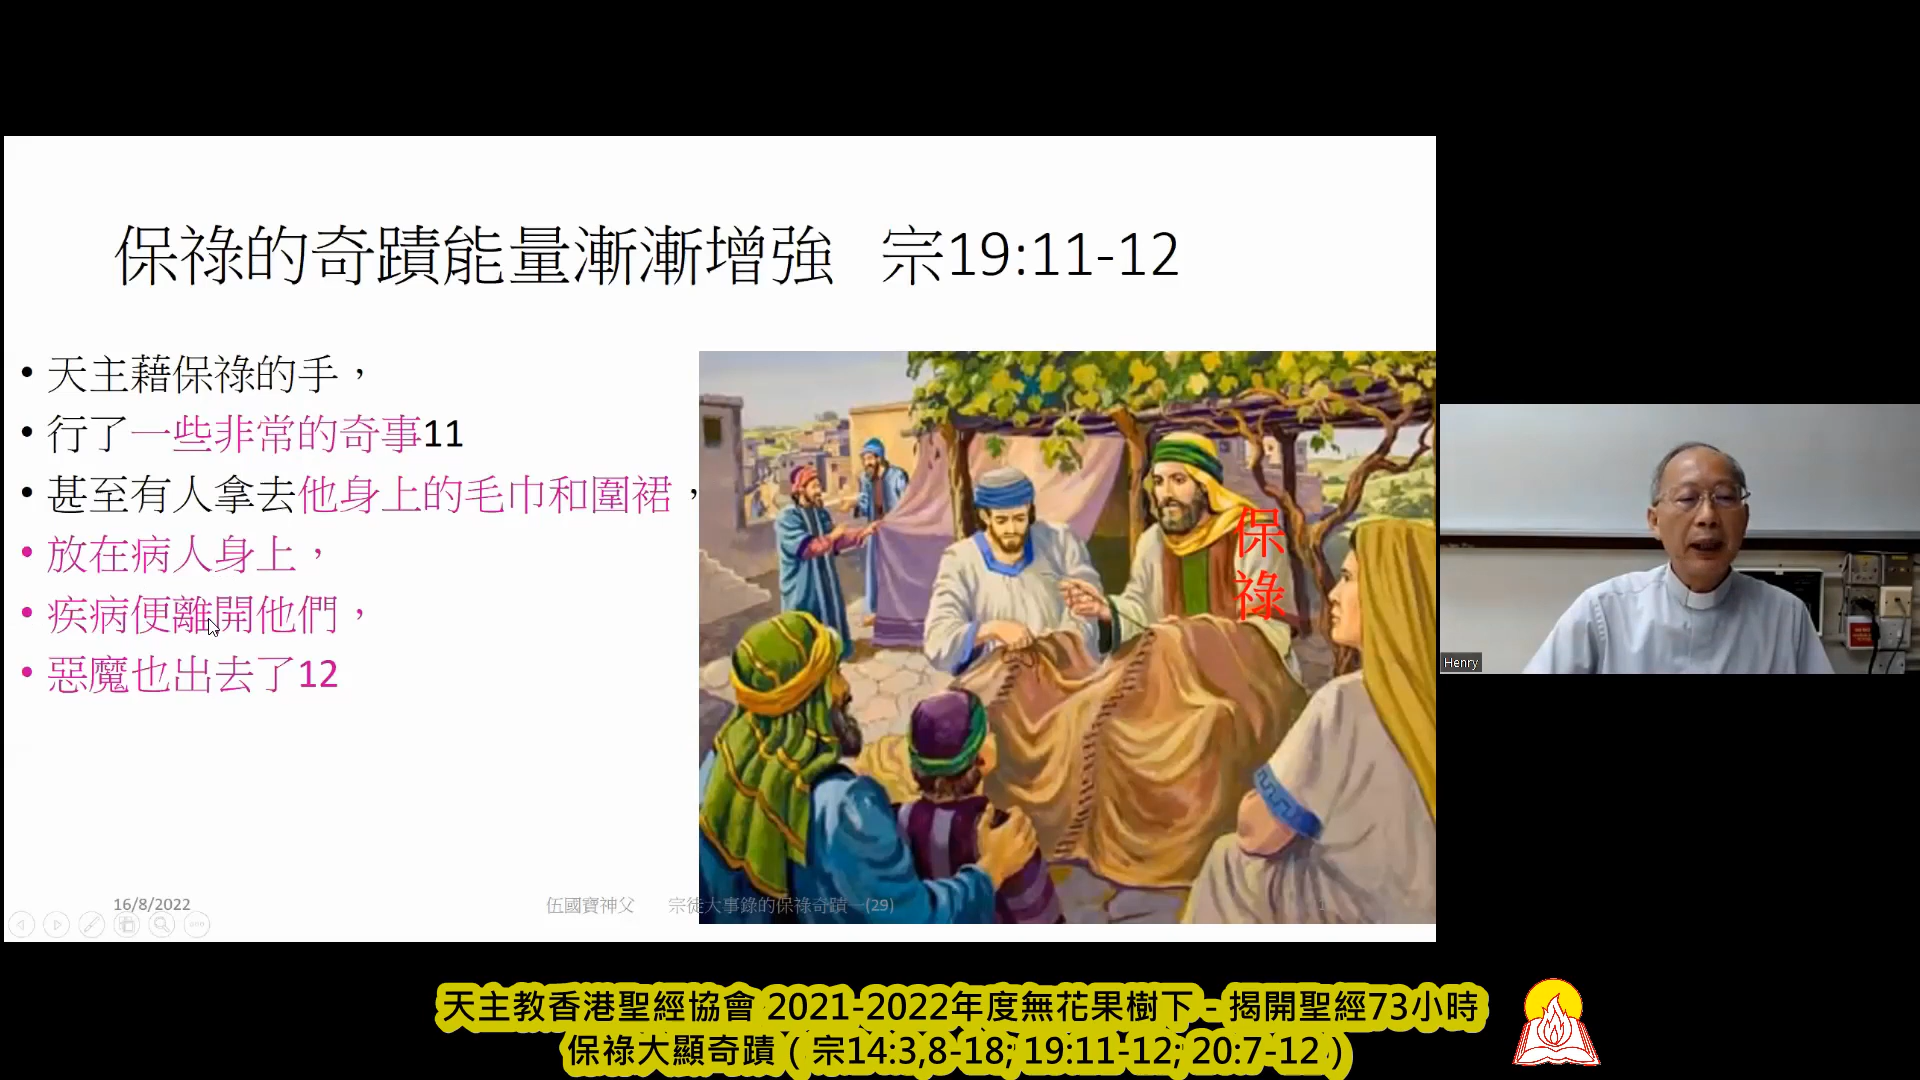 保祿的奇蹟能量漸漸增強 宗19:11-12
• 天主藉保祿的手，
• 行了一些非常的奇事11
• 甚至有人拿去他身上的毛巾和圍裙，
• 放在病人身上，
• 疾病便離開他們，
• 惡魔也出去了12
保
祿
16/8/2022
伍國寶神父 宗徒大事錄的保祿奇蹟一(29)
1
Henry
天主教香港聖經協會 2021-2022年度無花果樹下 - 揭開聖經73小時
保祿大顯奇蹟（宗14:3,8-18; 19:11-12; 20:7-12）